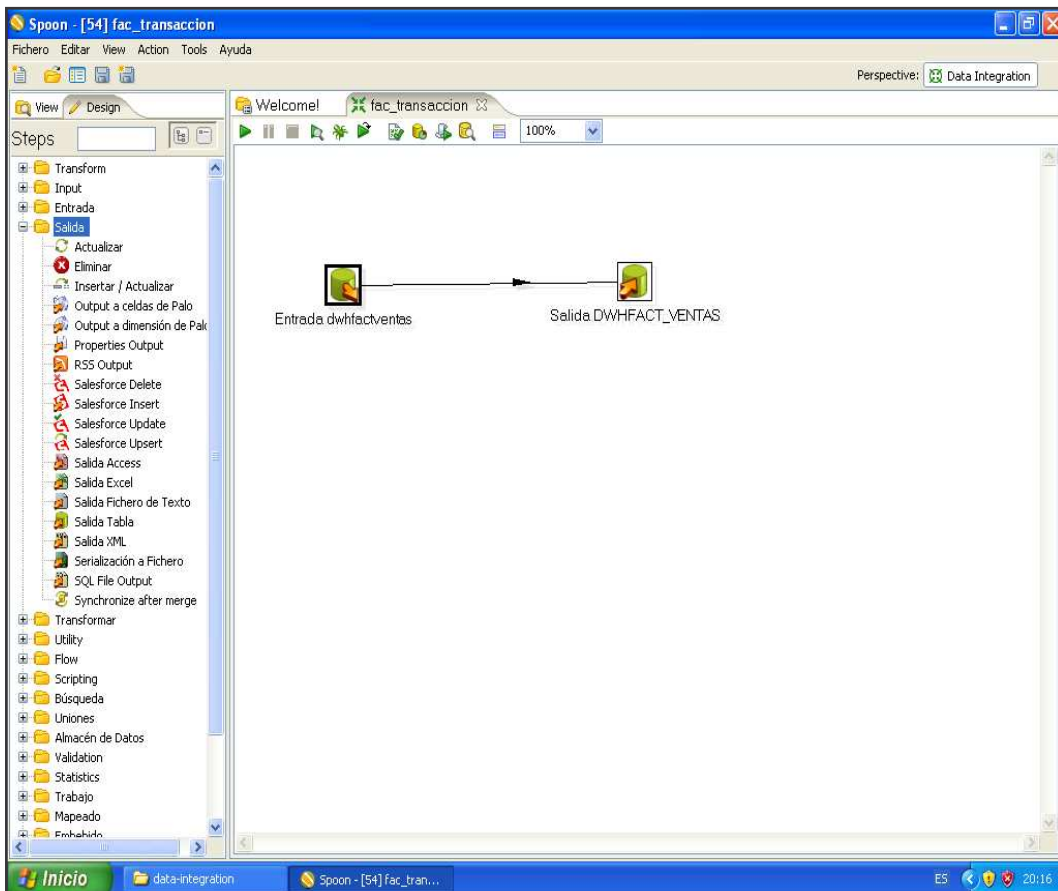 Spoon - [54] fac_transaccion
Fichero Editar View Action Tools Ayuda
Perspective: Data Integration
View Design
Welcome! fac_transaccion
Steps
100%
Transform
Input
Entrada
Salida
Actualizar
Eliminar
Insertar / Actualizar
Output a celdas de Palo
Output a dimensión de Palo
Properties Output
RSS Output
Salesforce Delete
Salesforce Insert
Salesforce Update
Salesforce Upsert
Salida Access
Salida Excel
Salida Fichero de Texto
Salida Tabla
Salida XML
Serialización a Fichero
SQL File Output
Synchronize after merge
Transformar
Utility
Flow
Scripting
Búsqueda
Uniones
Almacén de Datos
Validation
Statistics
Trabajo
Mapeado
Embebido
Entrada dwhfactventas
Salida DWHFACT_VENTAS
Inicio
data-integration
Spoon - [54] fac_tran...
ES
20:16